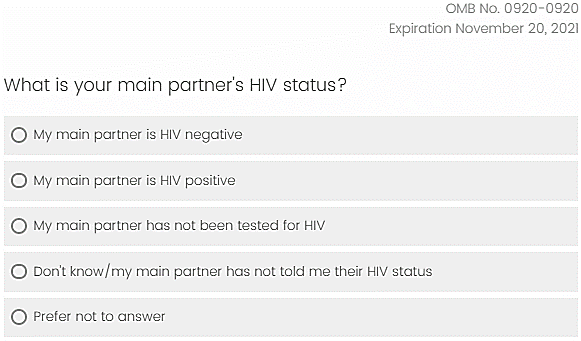 OMB No. 0920-0920
Expiration November 20, 2021
What is your main partner's HIV status?
My main partner is HIV negative
My main partner is HIV positive
My main partner has not been tested for HIV
Don't know/my main partner has not told me their HIV status
Prefer not to answer